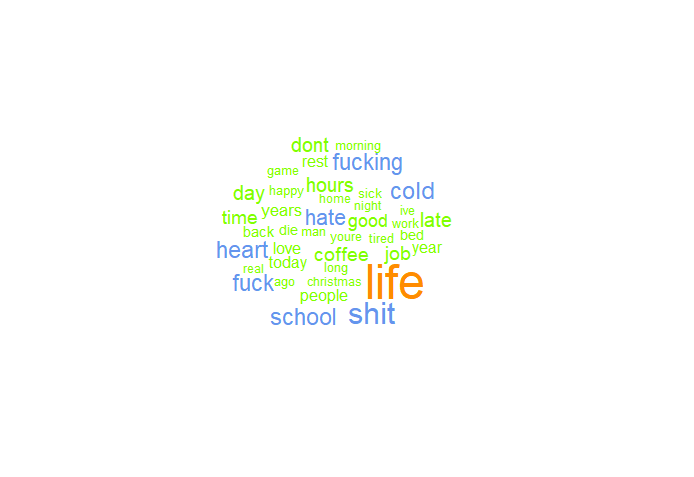 dont morning
rest fucking
game
day happy hours sick cold
home
time years hate good night ive late
work
back die man youre tired bed
heart love coffee job year
real today long
fuck ago christmas life
people
school shit